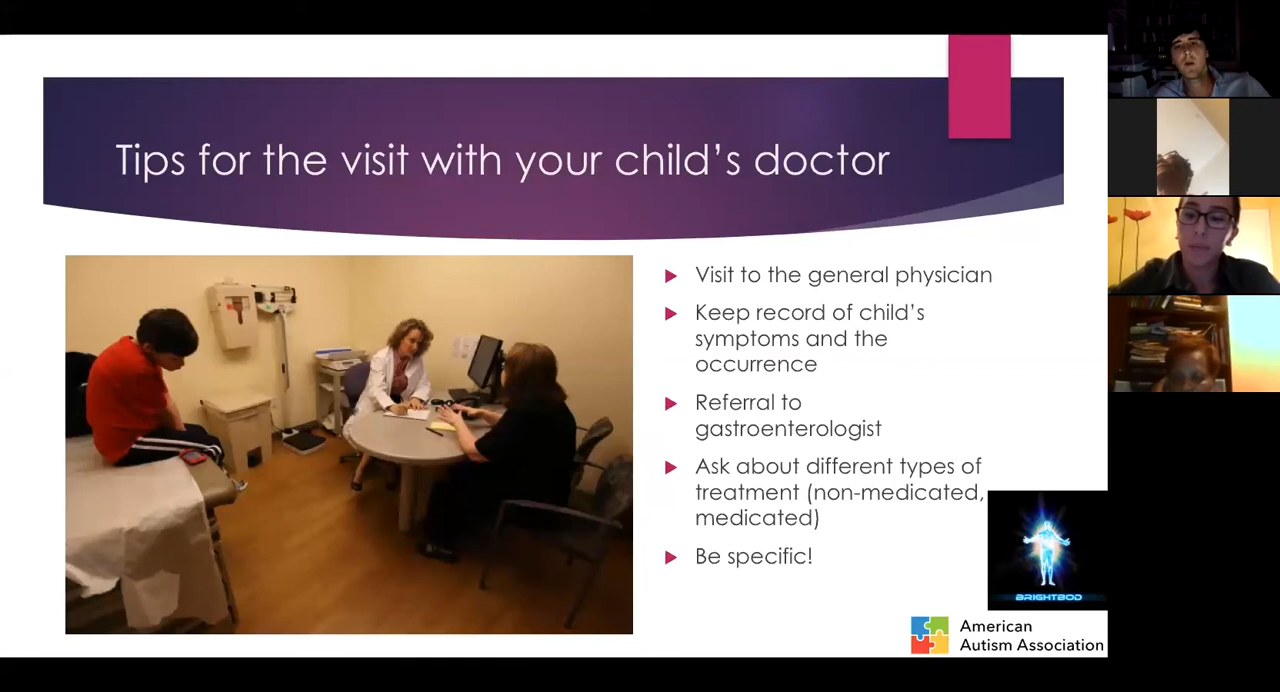 Tips for the visit with your child’s doctor
Visit to the general physician
Keep record of child’s
symptoms and the
occurrence
Referral to
gastroenterologist
Ask about different types of
treatment (non-medicated,
medicated)
Be specific!
BRIGHTBOD
American
Autism Association